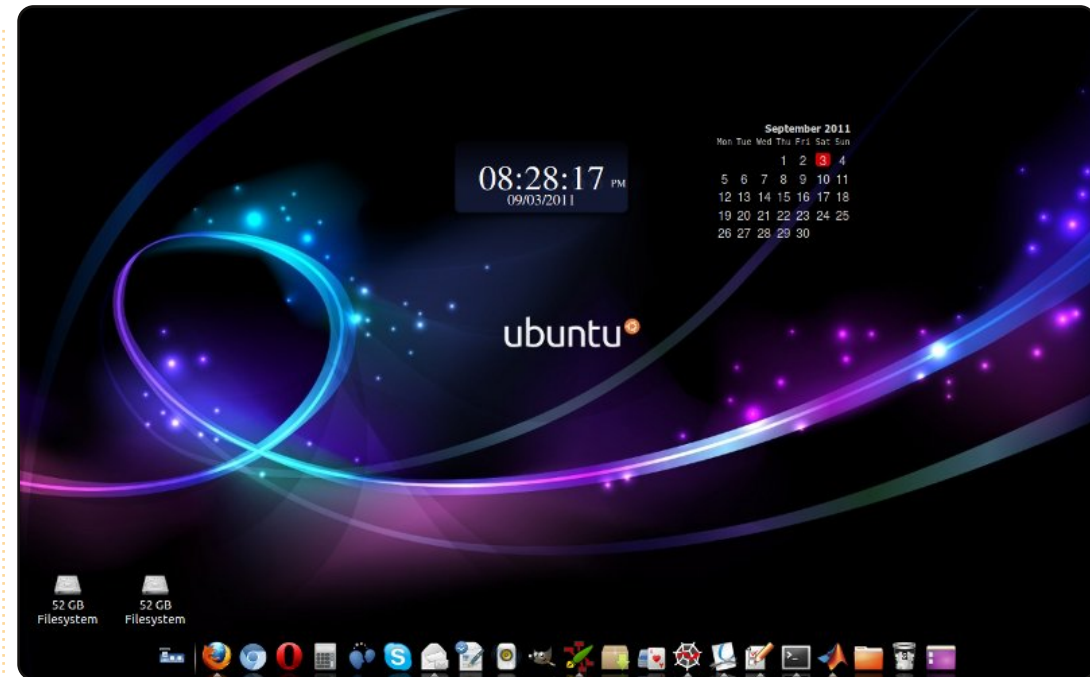 September 2011
Mon Tue Wed Thu Fri Sat Sun
1 2 3 4
5 6 7 8 9 10 11
12 13 14 15 16 17 18
19 20 21 22 23 24 25
26 27 28 29 30
08:28:17 PM
09/03/2011
ubuntu
52 GB
Filesystem
52 GB
Filesystem